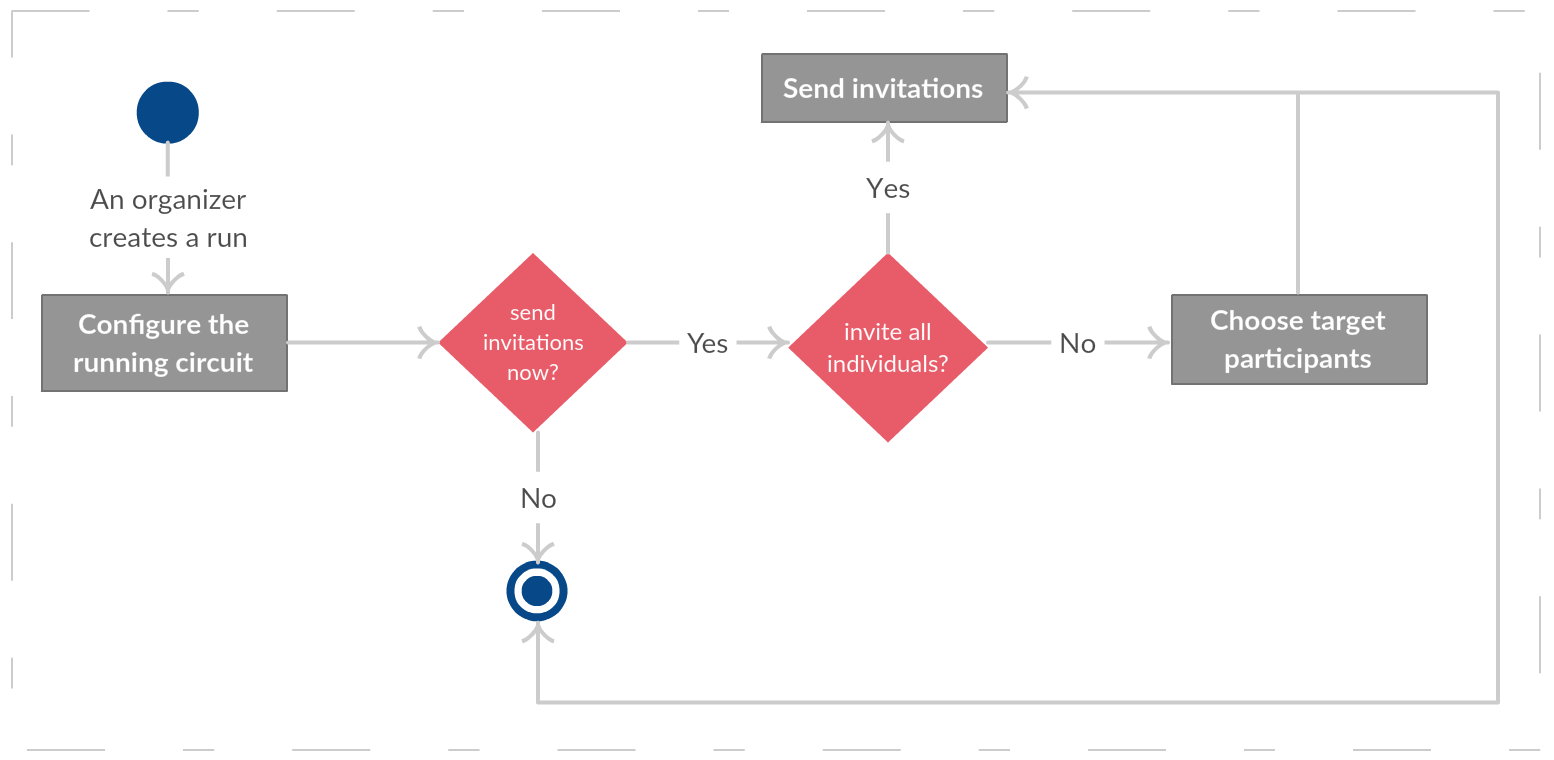 An organizer
creates a run
Configure the
running circuit
send
invitations
now?
Yes
No
invite all
individuals?
Yes
Send invitations
No
Choose target
participants